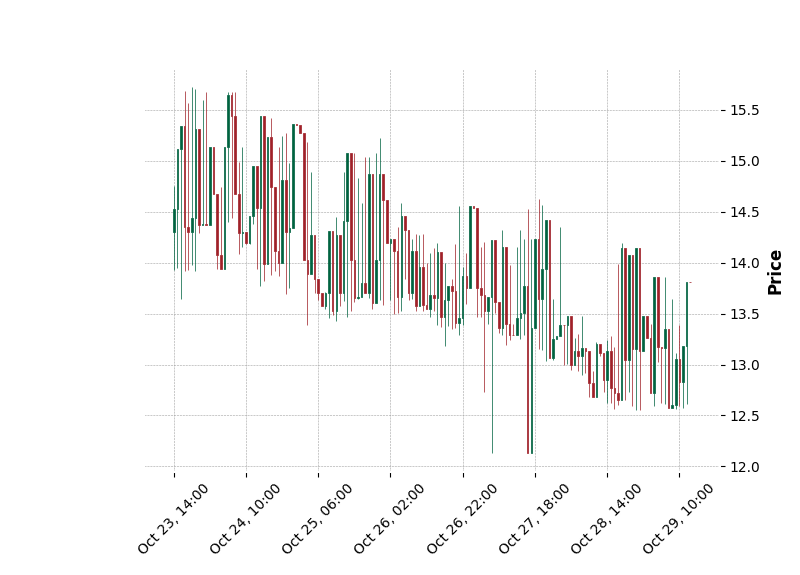 15.5
15.0
14.5
14.0
13.5
13.0
12.5
12.0
Price
Oct 23, 14:00
Oct 24, 10:00
Oct 25, 06:00
Oct 26, 02:00
Oct 26, 22:00
Oct 27, 18:00
Oct 28, 14:00
Oct 29, 10:00